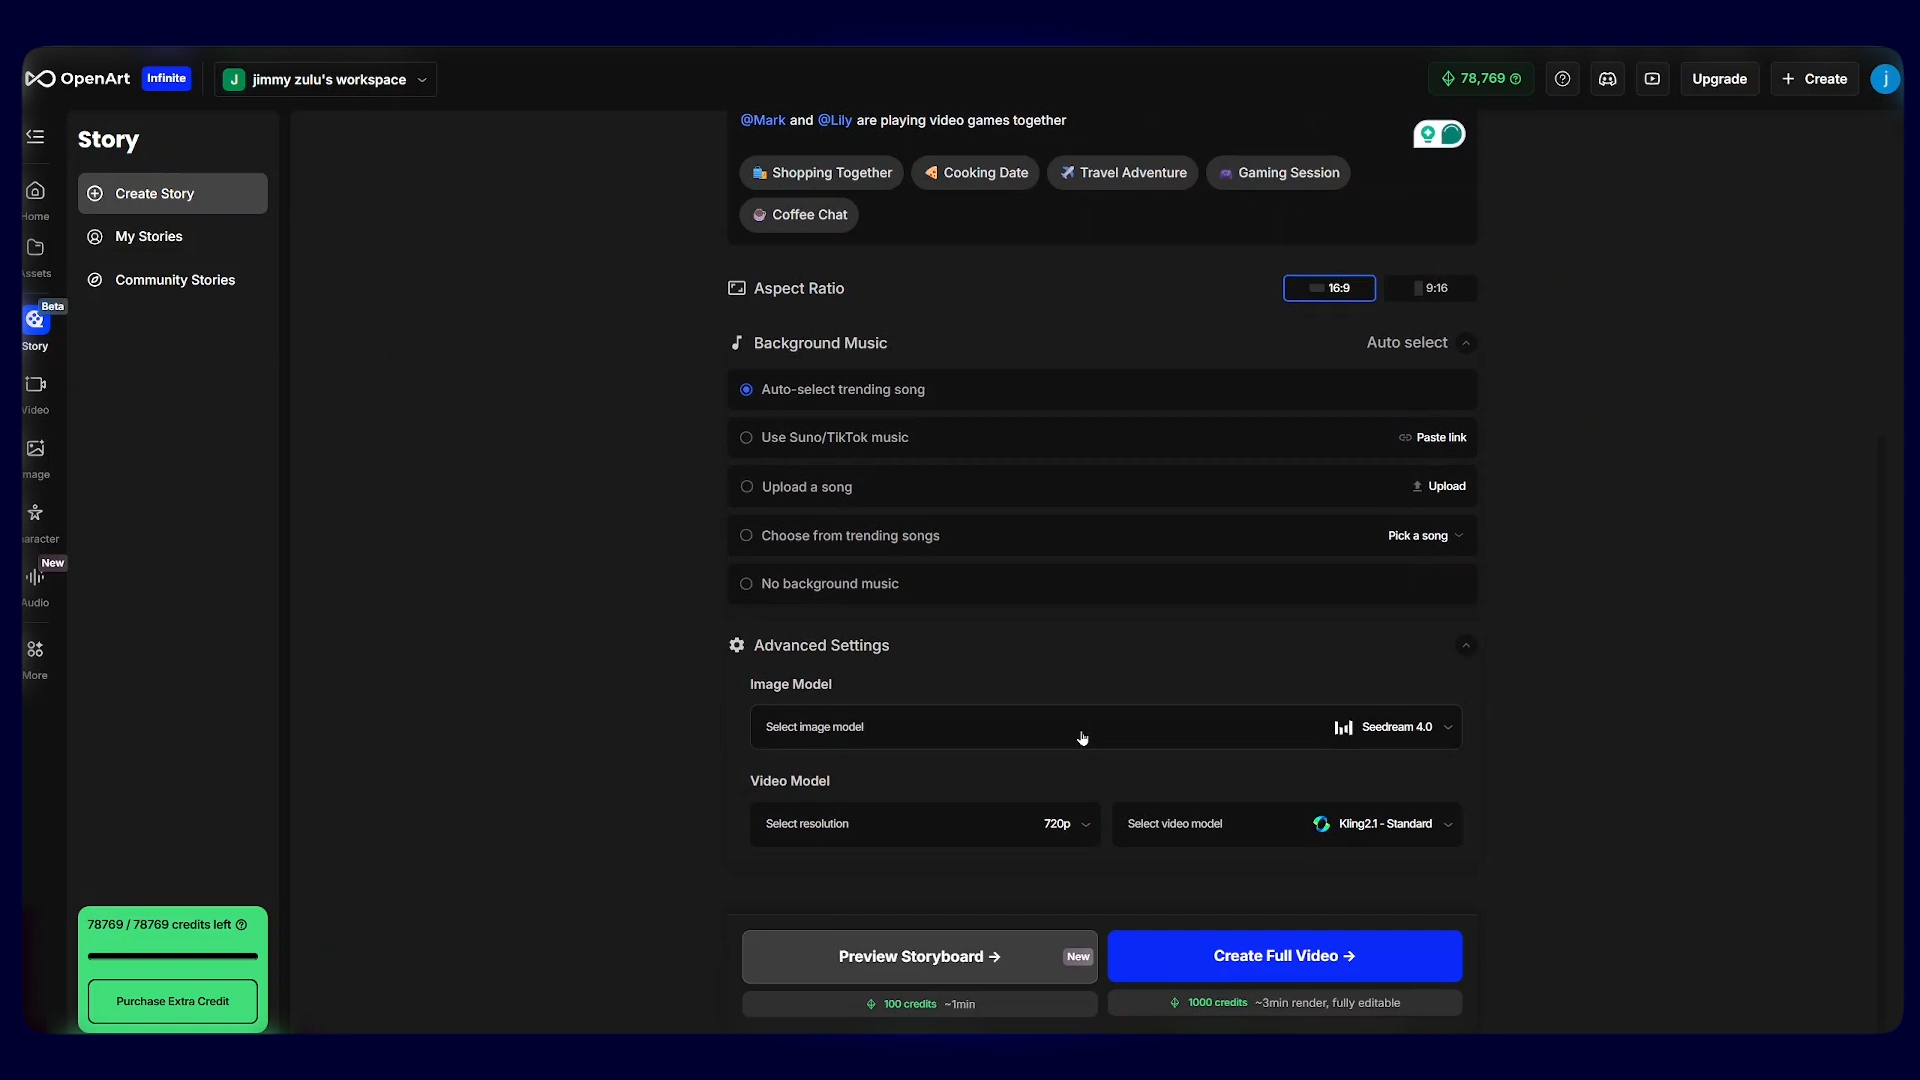 OpenArt Infinite J jimmy zulu's workspace 78,769 Upgrade + Create j
@Mark and @Lily are playing video games together
Story
Shopping Together Cooking Date Travel Adventure Gaming Session
Create Story
Home
Coffee Chat
My Stories
Assets
Community Stories
Aspect Ratio 16:9 9:16
Beta
Story
Background Music Auto select
Auto-select trending song
Video
Use Suno/TikTok music Paste link
Image
Upload a song Upload
Character
Choose from trending songs Pick a song
New
No background music
Audio
Advanced Settings
More
Image Model
Select image model Seedream 4.0
Video Model
Select resolution 720p Select video model Kling2.1 - Standard
78769 / 78769 credits left
Preview Storyboard → New Create Full Video →
Purchase Extra Credit
100 credits ~1min 1000 credits ~3min render, fully editable